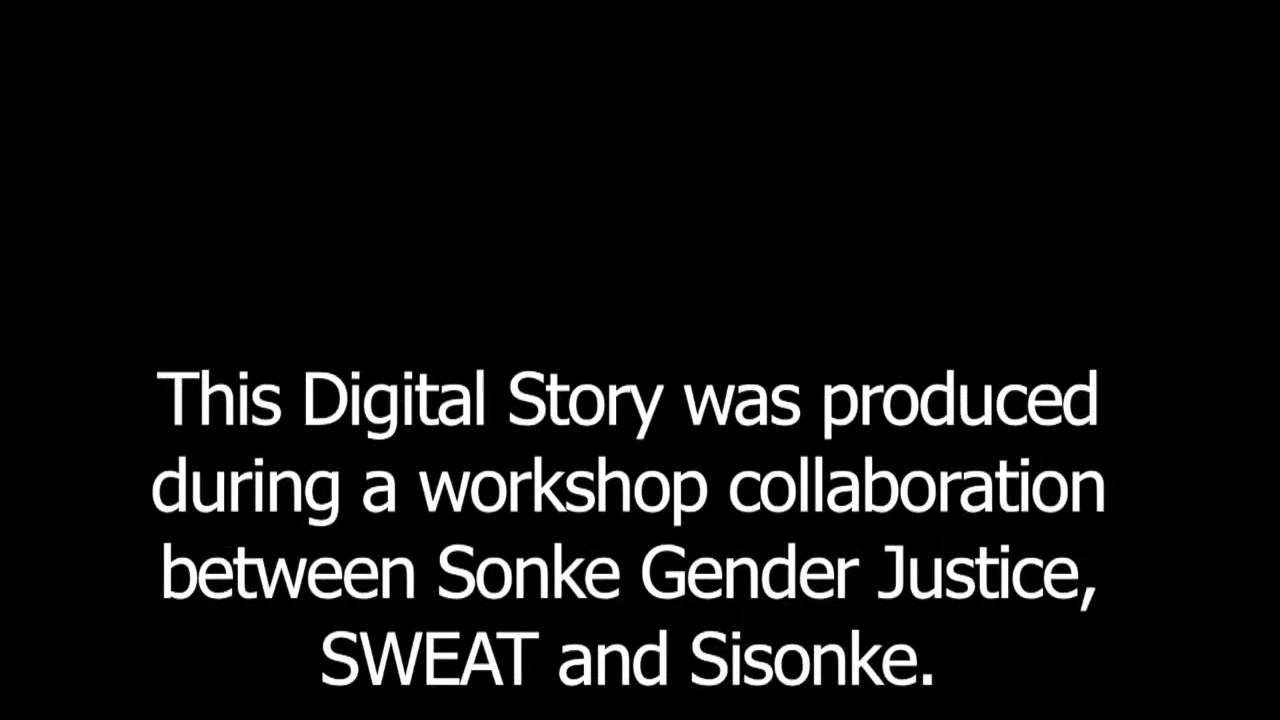 This Digital Story was produced
during a workshop collaboration
between Sonke Gender Justice,
SWEAT and Sisonke.